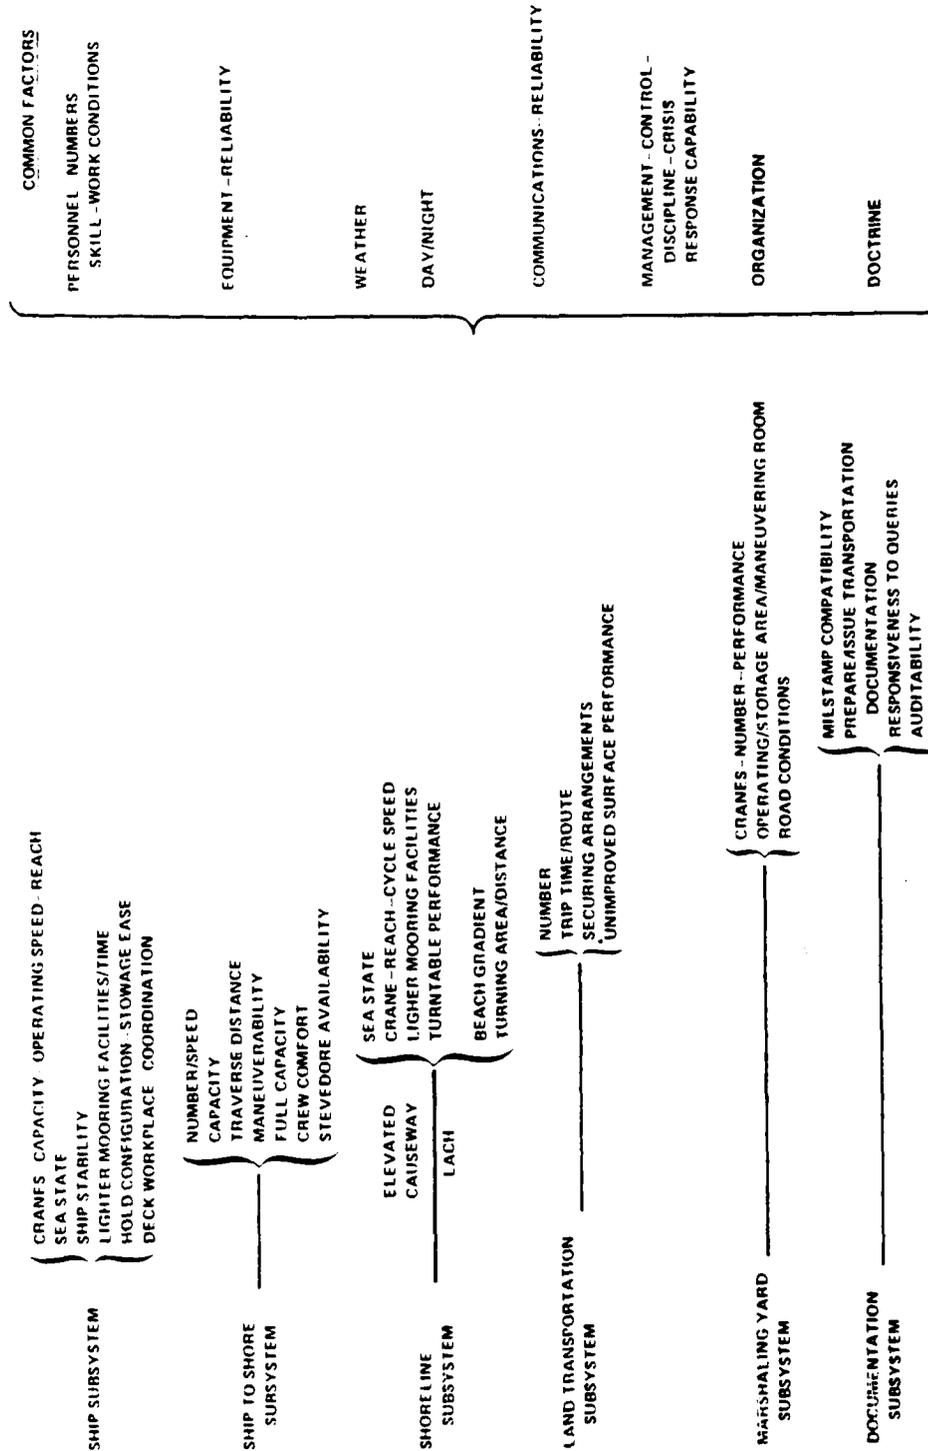 COMMON FACTORS
SHIP SUBSYSTEM
CRANES CAPACITY - OPERATING SPEED - REACH
SEA STATE
SHIP STABILITY
LIGHTER MOORING FACILITIES/TIME
HOLD CONFIGURATION - STOWAGE EASE
DECK WORKPLACE COORDINATION
PERSONNEL NUMBERS
SKILL - WORK CONDITIONS
SHIP TO SHORE
SUBSYSTEM
NUMBER/SPEED
CAPACITY
TRAVERSE DISTANCE
MANEUVERABILITY
FULL CAPACITY
CREW COMFORT
STEVEDORE AVAILABILITY
EQUIPMENT - RELIABILITY
SHORELINE
SUBSYSTEM
ELEVATED
CAUSEWAY
LACH
SEA STATE
CRANE - REACH - CYCLE SPEED
LIGHER MOORING FACILITIES
TURNTABLE PERFORMANCE
BEACH GRADIENT
TURNING AREA/DISTANCE
WEATHER
DAY/NIGHT
LAND TRANSPORTATION
SUBSYSTEM
NUMBER
TRIP TIME/ROUTE
SECURING ARRANGEMENTS
UNIMPROVED SURFACE PERFORMANCE
COMMUNICATIONS - RELIABILITY
MANAGEMENT - CONTROL -
DISCIPLINE - CRISIS
RESPONSE CAPABILITY
MARSHALING YARD
SUBSYSTEM
CRANES - NUMBER - PERFORMANCE
OPERATING/STORAGE AREA/MANEUVERING ROOM
ROAD CONDITIONS
ORGANIZATION
DOCUMENTATION
SUBSYSTEM
MILSTAMP COMPATIBILITY
PREPARE/ISSUE TRANSPORTATION
DOCUMENTATION
RESPONSIVENESS TO QUERIES
AUDITABILITY
DOCTRINE